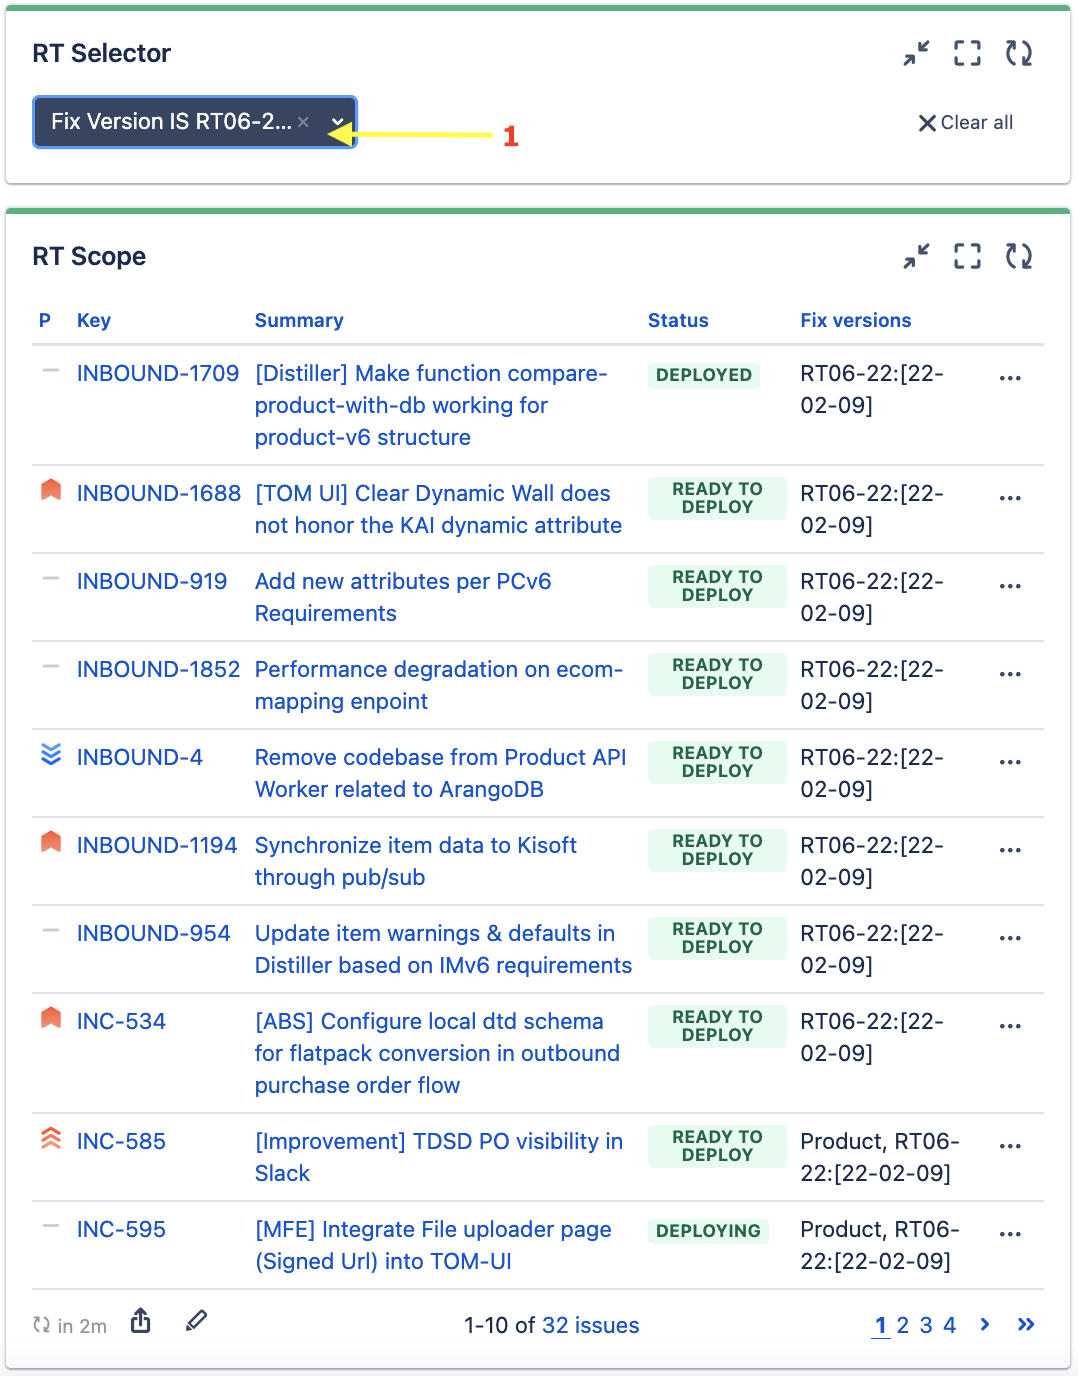 RT Selector
Fix Version IS RT06-2...
1
Clear all
RT Scope
P Key Summary Status Fix versions
INBOUND-1709 [Distiller] Make function compare- DEPLOYED RT06-22:[22-
product-with-db working for 02-09]
product-v6 structure
INBOUND-1688 [TOM UI] Clear Dynamic Wall does READY TO RT06-22:[22-
not honor the KAI dynamic attribute DEPLOY 02-09]
INBOUND-919 Add new attributes per PCv6 READY TO RT06-22:[22-
Requirements DEPLOY 02-09]
INBOUND-1852 Performance degradation on ecom- READY TO RT06-22:[22-
mapping enpoint DEPLOY 02-09]
INBOUND-4 Remove codebase from Product API READY TO RT06-22:[22-
Worker related to ArangoDB DEPLOY 02-09]
INBOUND-1194 Synchronize item data to Kisoft READY TO RT06-22:[22-
through pub/sub DEPLOY 02-09]
INBOUND-954 Update item warnings & defaults in READY TO RT06-22:[22-
Distiller based on IMv6 requirements DEPLOY 02-09]
INC-534 [ABS] Configure local dtd schema READY TO RT06-22:[22-
for flatpack conversion in outbound DEPLOY 02-09]
purchase order flow
INC-585 [Improvement] TDSD PO visibility in READY TO Product, RT06-
Slack DEPLOY 22:[22-02-09]
INC-595 [MFE] Integrate File uploader page DEPLOYING Product, RT06-
(Signed Url) into TOM-UI 22:[22-02-09]
in 2m 1-10 of 32 issues 1 2 3 4 › »